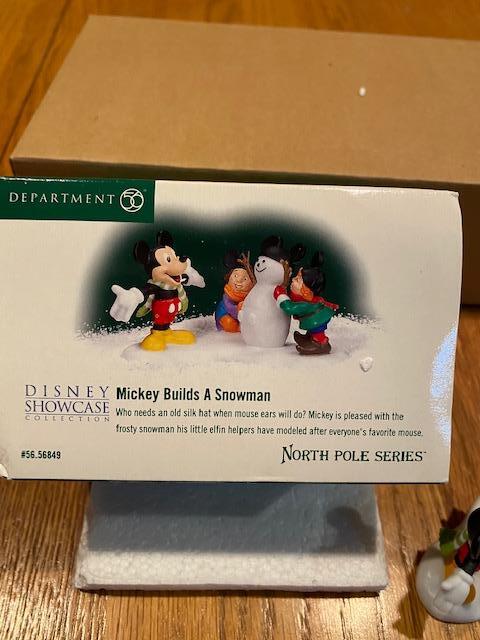 DEPARTMENT 56
DISNEY
SHOWCASE
COLLECTION
Mickey Builds A Snowman
Who needs an old silk hat when mouse ears will do? Mickey is pleased with the
frosty snowman his little elfin helpers have modeled after everyone's favorite mouse.
#56.56849
NORTH POLE SERIES™